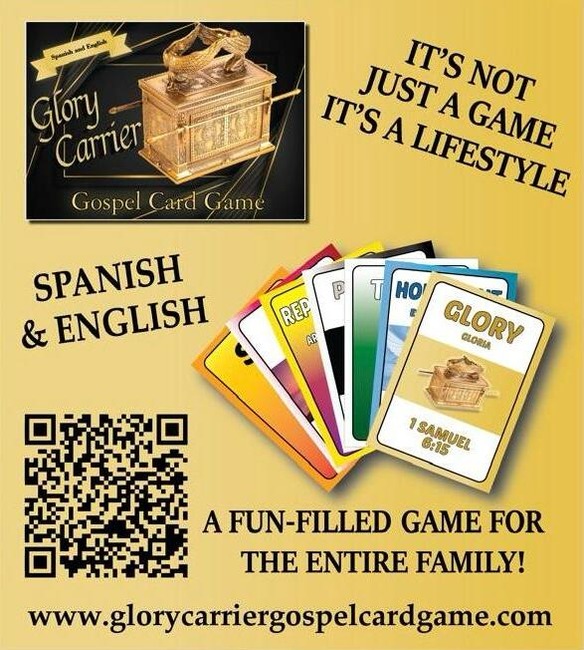 Spanish and English
Glory
Carrier
Gospel Card Game
IT'S NOT
JUST A GAME
IT'S A LIFESTYLE
SPANISH
& ENGLISH
GLORY
GLORIA
1 SAMUEL
6:15
A FUN-FILLED GAME FOR
THE ENTIRE FAMILY!
www.glorycarriergospelcardgame.com